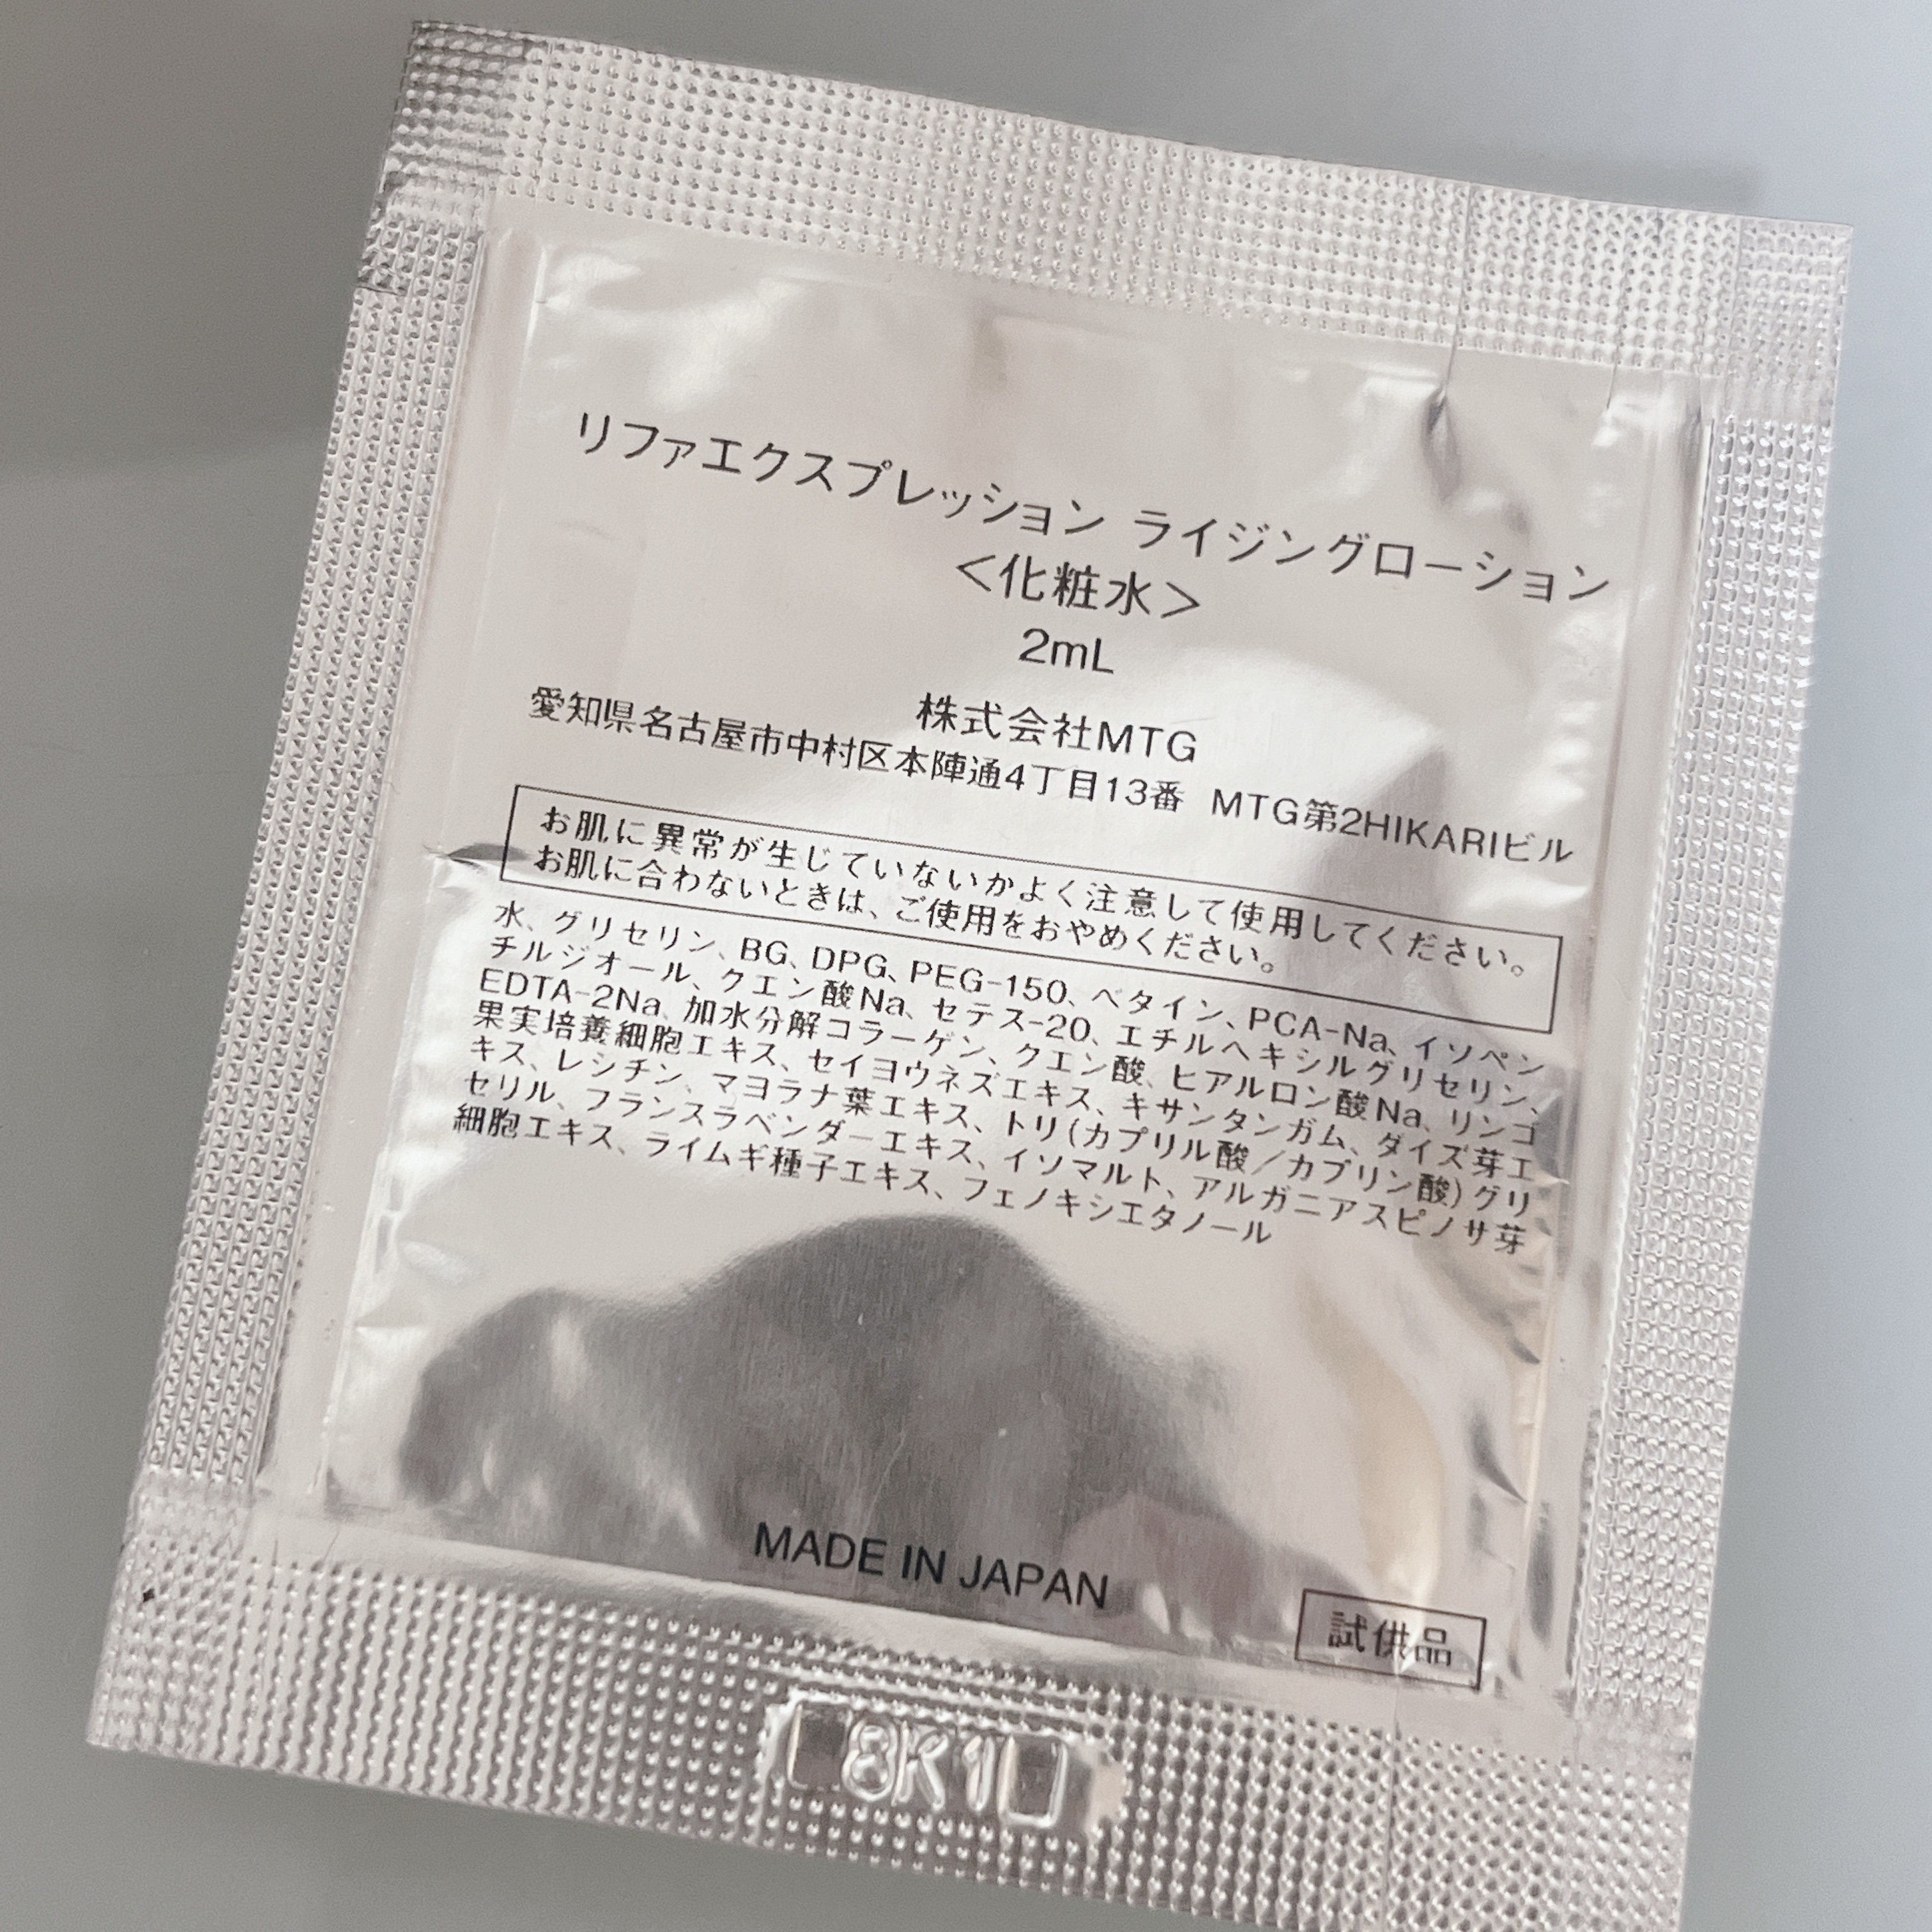 リファエクスプレッション ライジングローション
＜化粧水＞
2mL
株式会社MTG
愛知県名古屋市中村区本陣通4丁目13番 MTG第2HIKARIビル
お肌に異常が生じていないかよく注意して使用してください。
お肌に合わないときは、ご使用をおやめください。
水、グリセリン、BG、DPG、PEG-150、ベタイン、PCA-Na、イソペン
チルジオール、クエン酸Na、セテス-20、エチルヘキシルグリセリン、
EDTA-2Na、加水分解コラーゲン、クエン酸、ヒアルロン酸Na、リンゴ
果実培養細胞エキス、セイヨウネズエキス、キサンタンガム、ダイズ芽エ
キス、レシチン、マヨラナ葉エキス、トリ(カプリル酸／カプリン酸)グリ
セリル、フランスラベンダーエキス、イソマルト、アルガニアスピノサ芽
細胞エキス、ライムギ種子エキス、フェノキシエタノール
MADE IN JAPAN
試供品